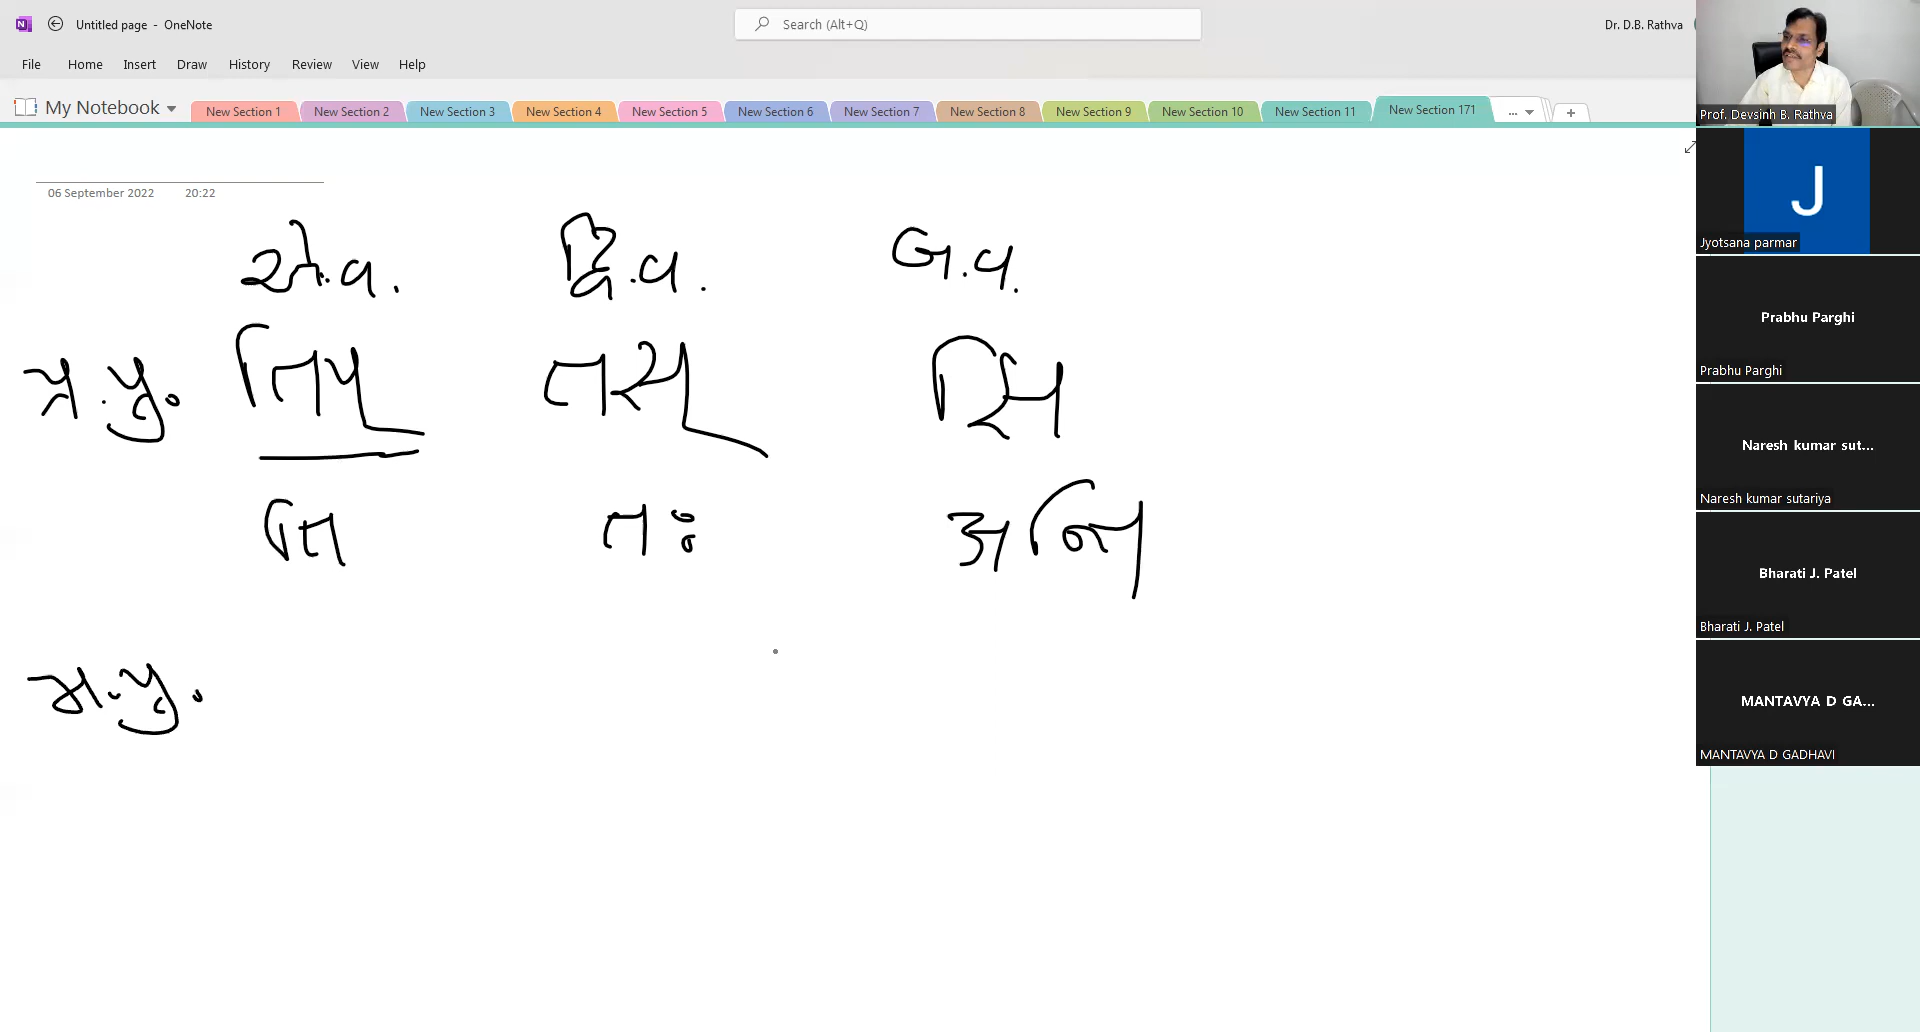 Untitled page - OneNote
Search (Alt+Q)
Dr. D.B. Rathva
File Home Insert Draw History Review View Help
My Notebook
New Section 1 New Section 2 New Section 3 New Section 4 New Section 5 New Section 6 New Section 7 New Section 8 New Section 9 New Section 10 New Section 11 New Section 171 ...
06 September 2022 20:22
એ.વ. દ્વિ.વ. બ.વ.
પ્ર.પુ. તિપ્ તસ્ ઝિ
તિ તઃ અન્તિ
મ.પુ.
Prof. Devsinh B. Rathva
J
Jyotsana parmar
Prabhu Parghi
Prabhu Parghi
Naresh kumar sut...
Naresh kumar sutariya
Bharati J. Patel
Bharati J. Patel
MANTAVYA D GA...
MANTAVYA D GADHAVI